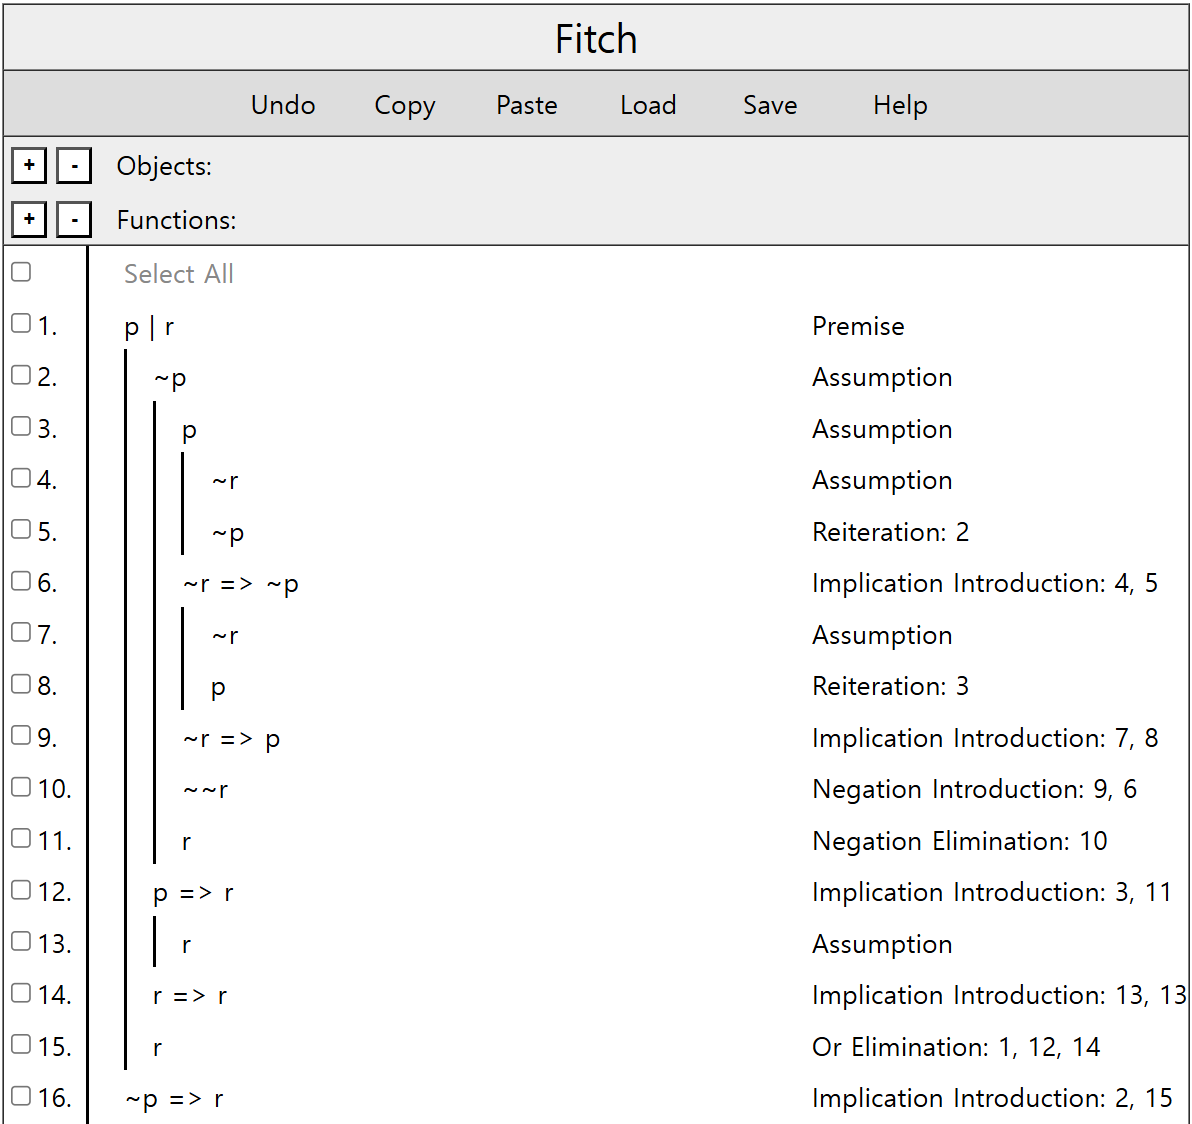 Fitch
Undo Copy Paste Load Save Help
+ - Objects:
+ - Functions:
Select All
1. p | r Premise
2. ~p Assumption
3. p Assumption
4. ~r Assumption
5. ~p Reiteration: 2
6. ~r => ~p Implication Introduction: 4, 5
7. ~r Assumption
8. p Reiteration: 3
9. ~r => p Implication Introduction: 7, 8
10. ~~r Negation Introduction: 9, 6
11. r Negation Elimination: 10
12. p => r Implication Introduction: 3, 11
13. r Assumption
14. r => r Implication Introduction: 13, 13
15. r Or Elimination: 1, 12, 14
16. ~p => r Implication Introduction: 2, 15